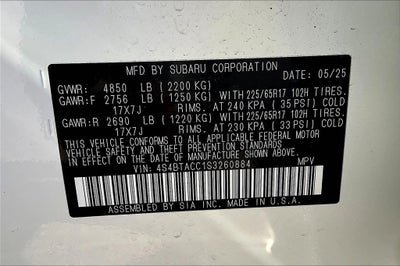 MFD BY SUBARU CORPORATION DATE: 05/25
GVWR: 4850 LB (2200 KG)
GAWR:F 2756 LB (1250 KG) WITH 225/65R17 102H TIRES.
17X7J RIMS. AT 240 KPA ( 35 PSI) COLD
GAWR:R 2690 LB (1220 KG) WITH 225/65R17 102H TIRES.
17X7J RIMS. AT 230 KPA ( 33 PSI) COLD
THIS VEHICLE CONFORMS TO ALL APPLICABLE FEDERAL MOTOR
VEHICLE SAFETY AND THEFT PREVENTION STANDARDS
IN EFFECT ON THE DATE OF MANUFACTURE SHOWN ABOVE.
VIN: 4S4BTACC1S3260884 MPV
ASSEMBLED BY SIA INC. MADE IN U.S.A.